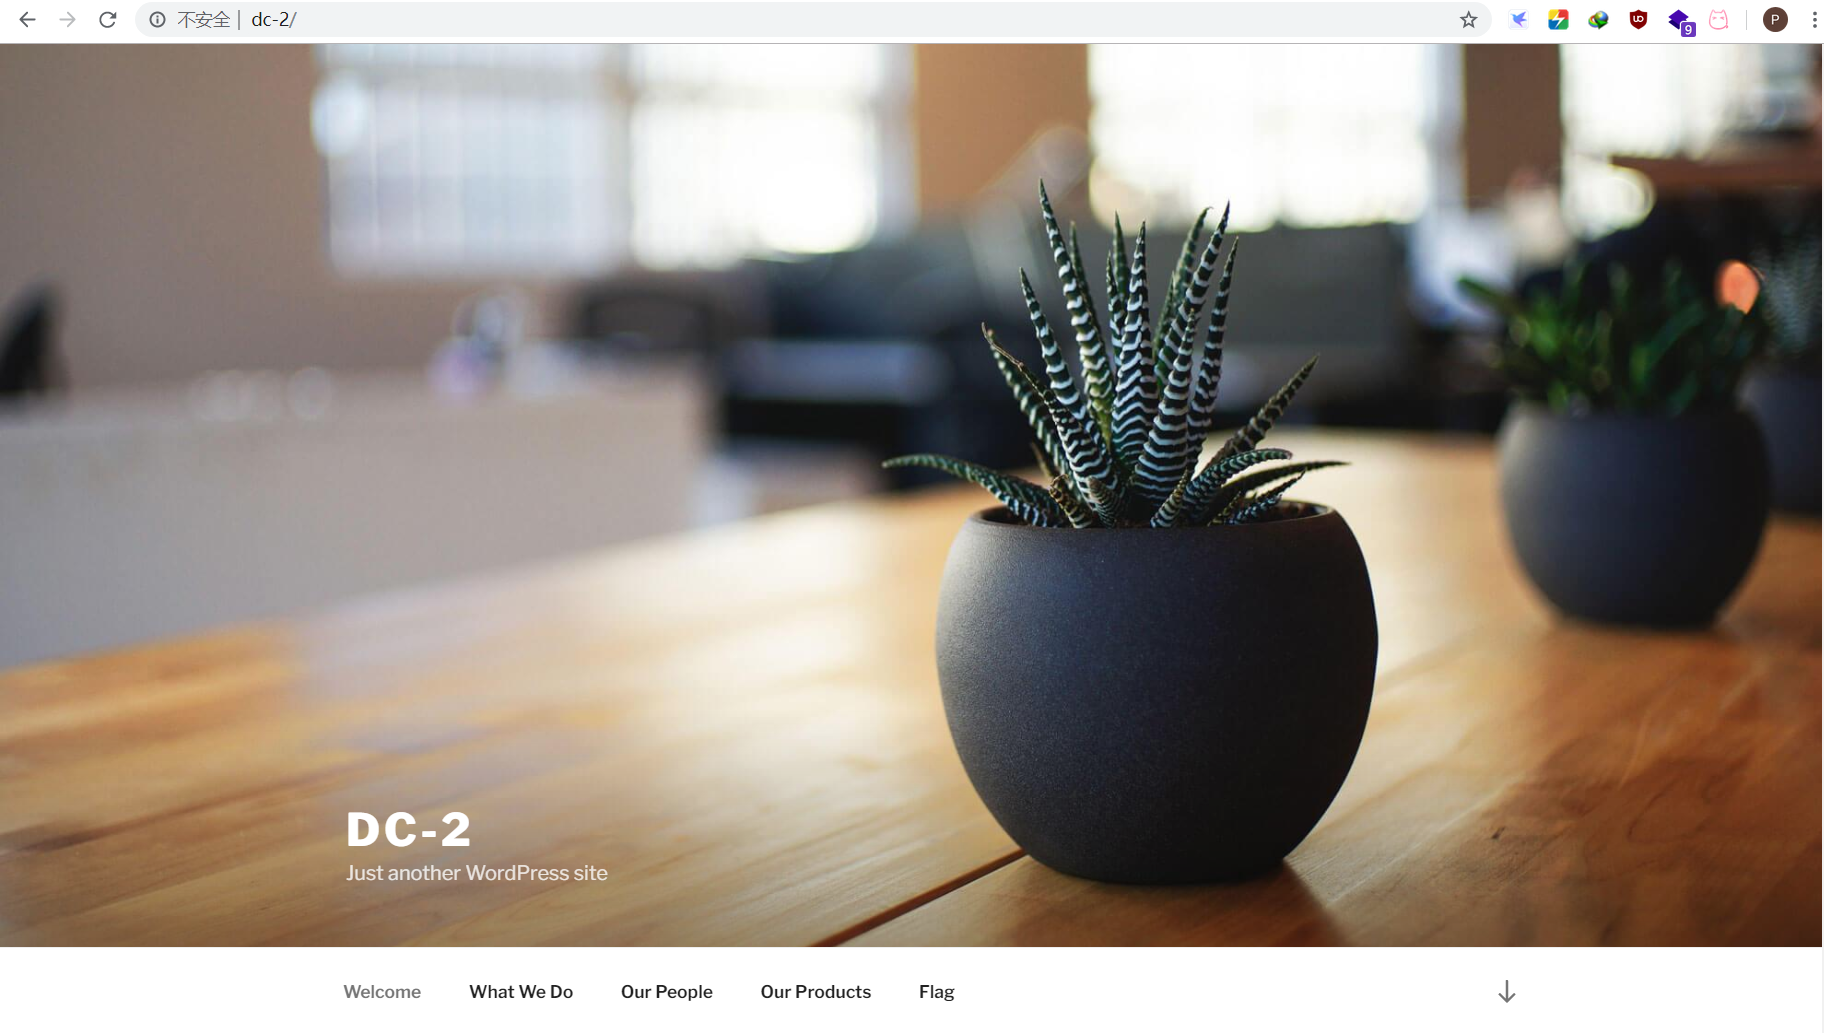 不安全 | dc-2/
9
P
DC-2
Just another WordPress site
Welcome What We Do Our People Our Products Flag